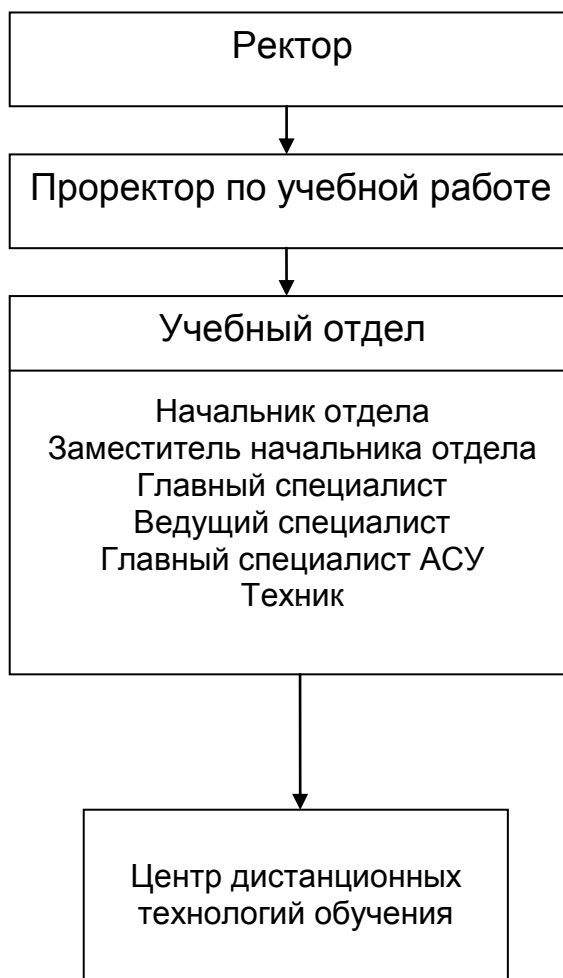 Ректор
Проректор по учебной работе
Учебный отдел
Начальник отдела
Заместитель начальника отдела
Главный специалист
Ведущий специалист
Главный специалист АСУ
Техник
Центр дистанционных
технологий обучения